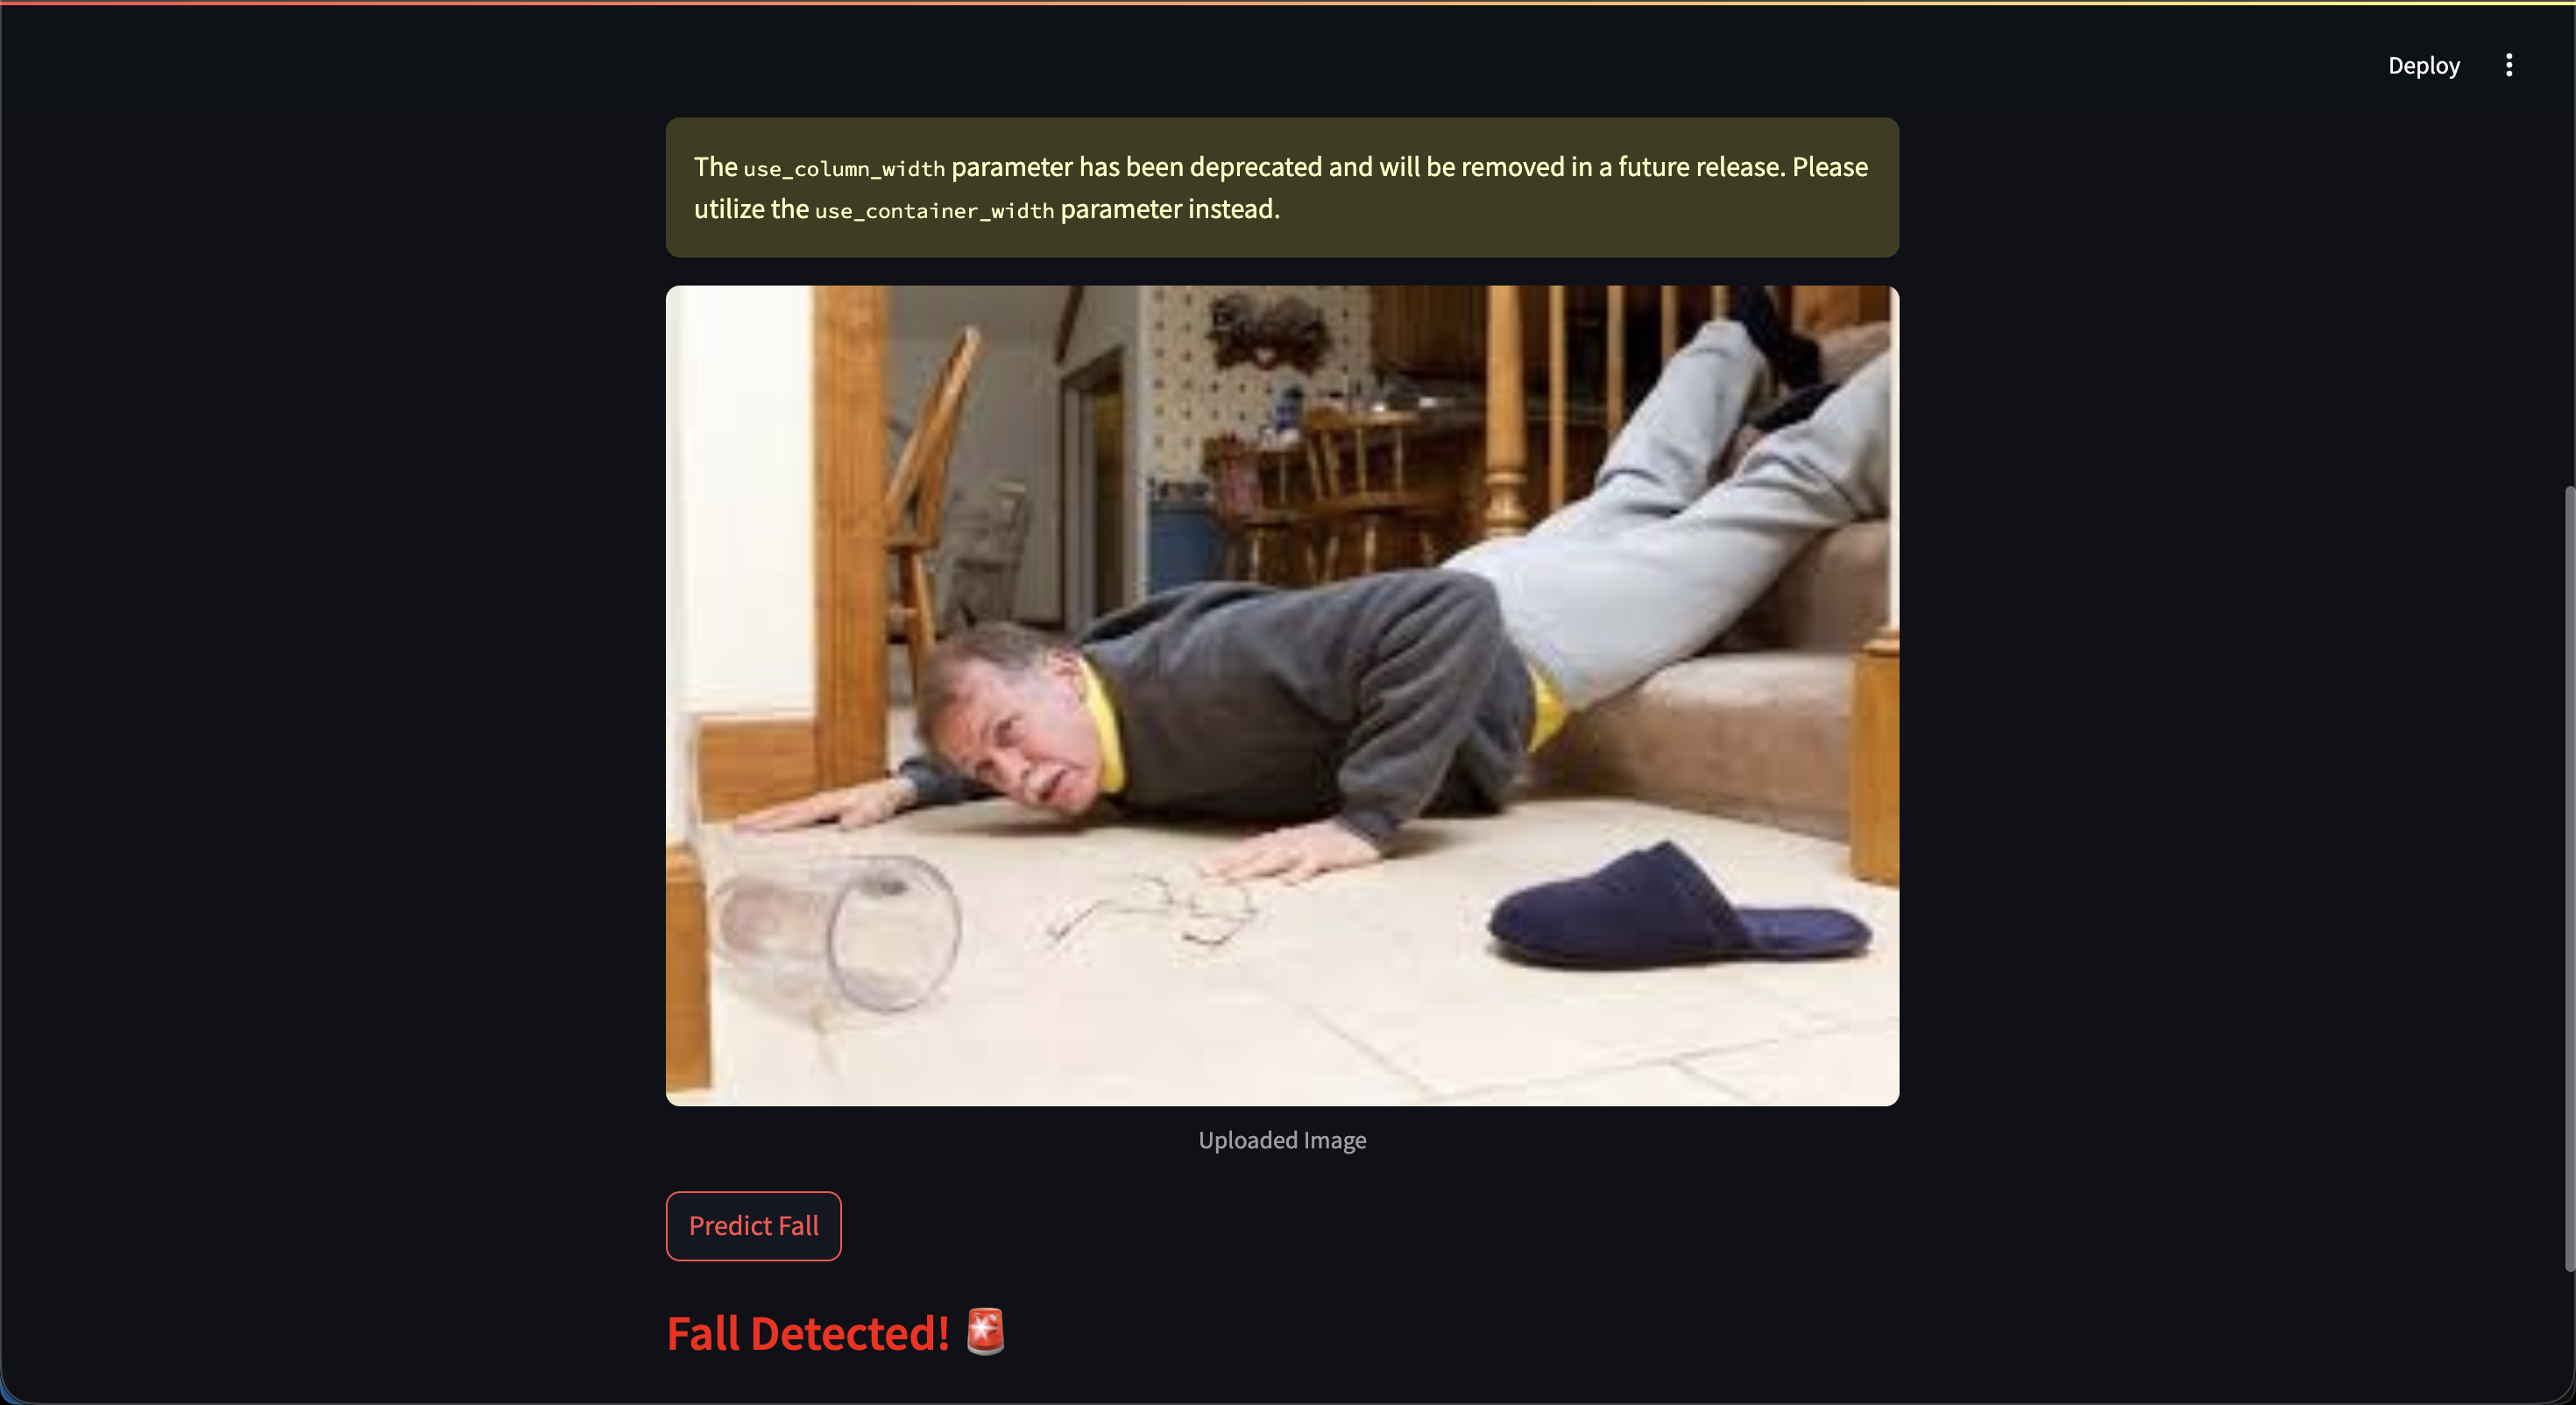 Deploy
The use_column_width parameter has been deprecated and will be removed in a future release. Please
utilize the use_container_width parameter instead.
Uploaded Image
Predict Fall
Fall Detected! 🚨